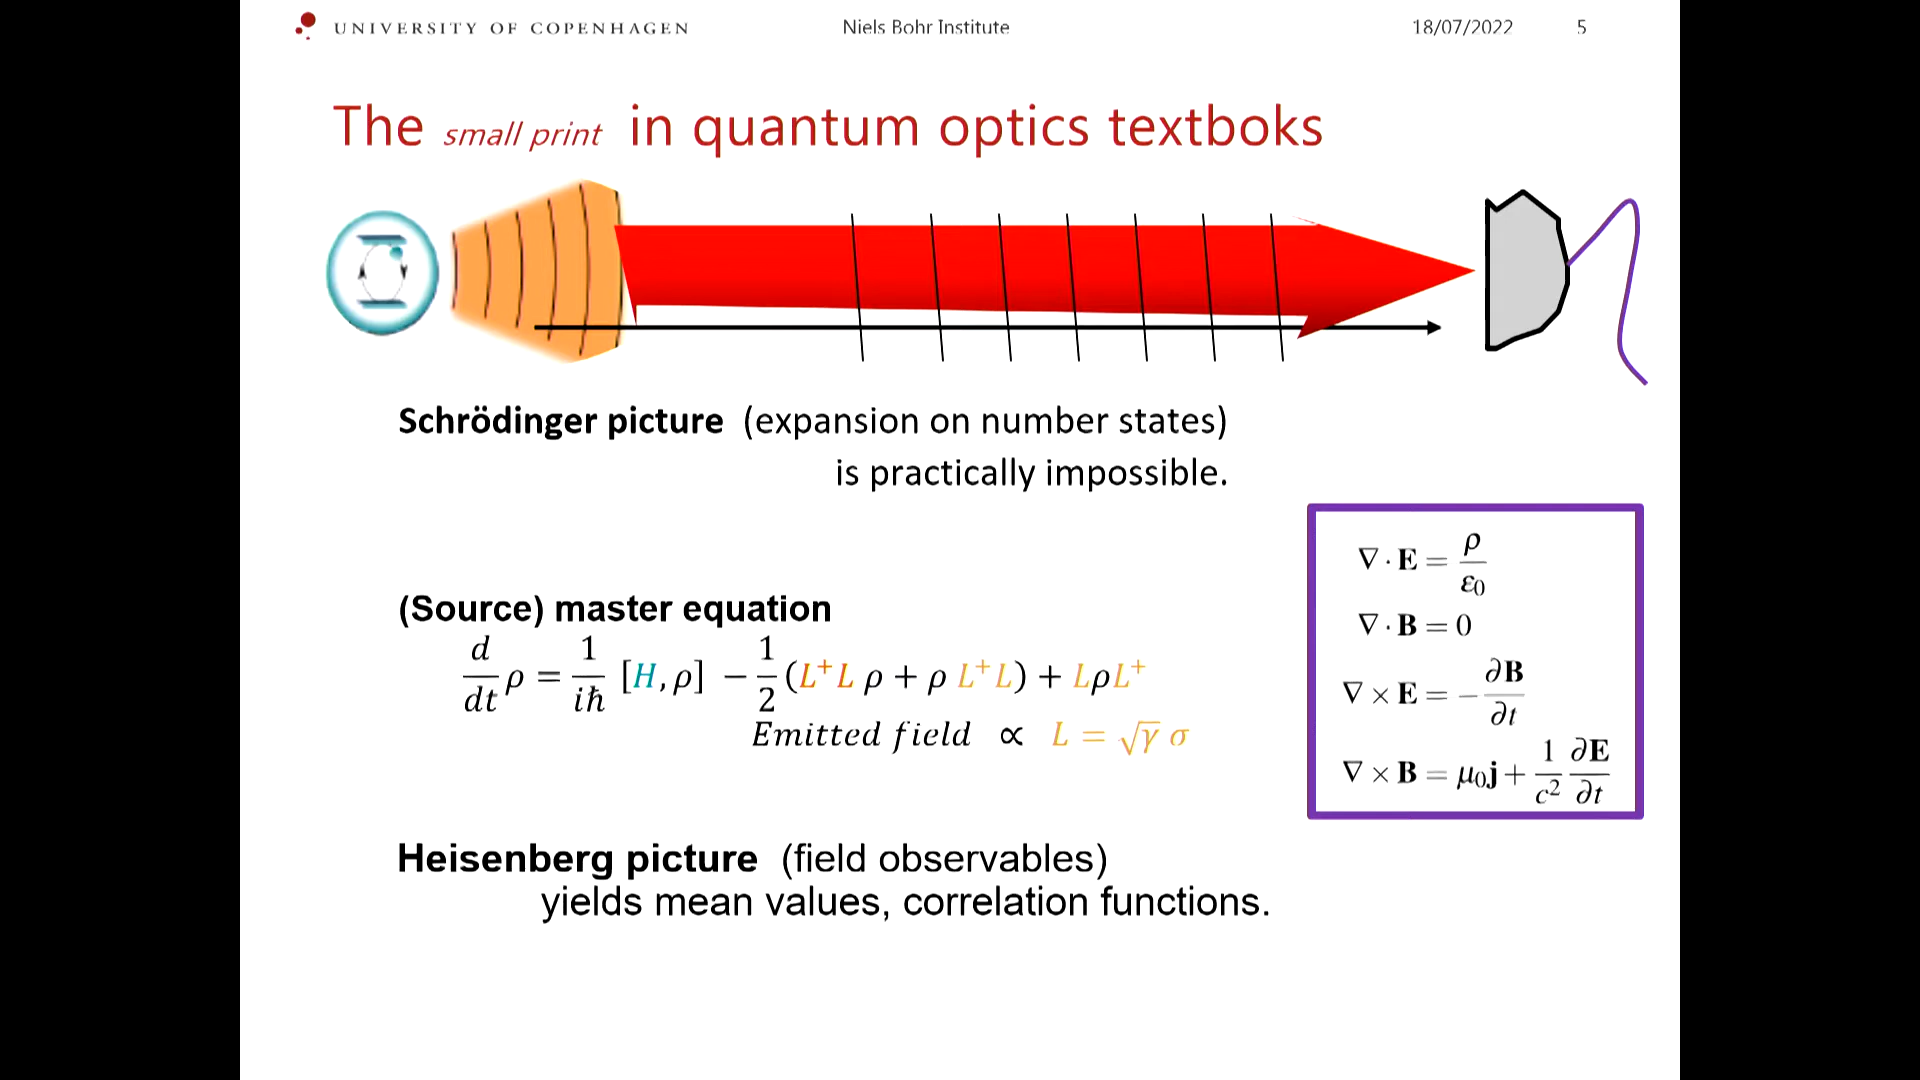 UNIVERSITY OF COPENHAGEN
Niels Bohr Institute
18/07/2022
5
The small print in quantum optics textboks
Schrödinger picture (expansion on number states)
is practically impossible.
(Source) master equation
d/dt ρ = 1/iħ [H,ρ] − 1/2 (L⁺L ρ + ρ L⁺L) + LρL⁺
Emitted field ∝ L = √γ σ
Heisenberg picture (field observables)
yields mean values, correlation functions.
∇ · E = ρ/ε₀
∇ · B = 0
∇ × E = − ∂B/∂t
∇ × B = μ₀j + 1/c² ∂E/∂t